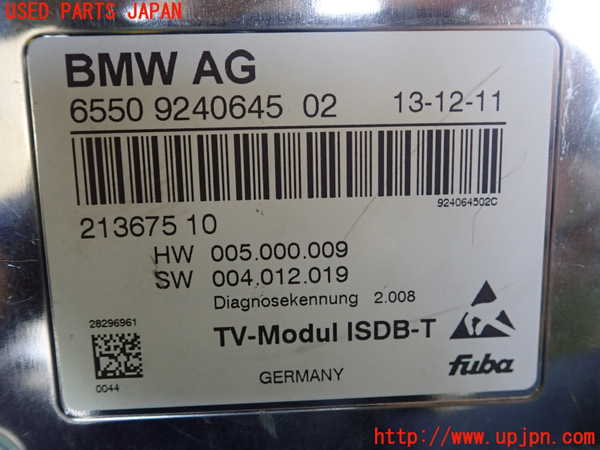 USED PARTS JAPAN
BMW AG
6550 9240645 02 13-12-11
924064502C
213675 10
HW 005.000.009
SW 004.012.019
Diagnosekennung 2.008
28296961
TV-Modul ISDB-T
0044
GERMANY
fuba
http://www.upjpn.com/